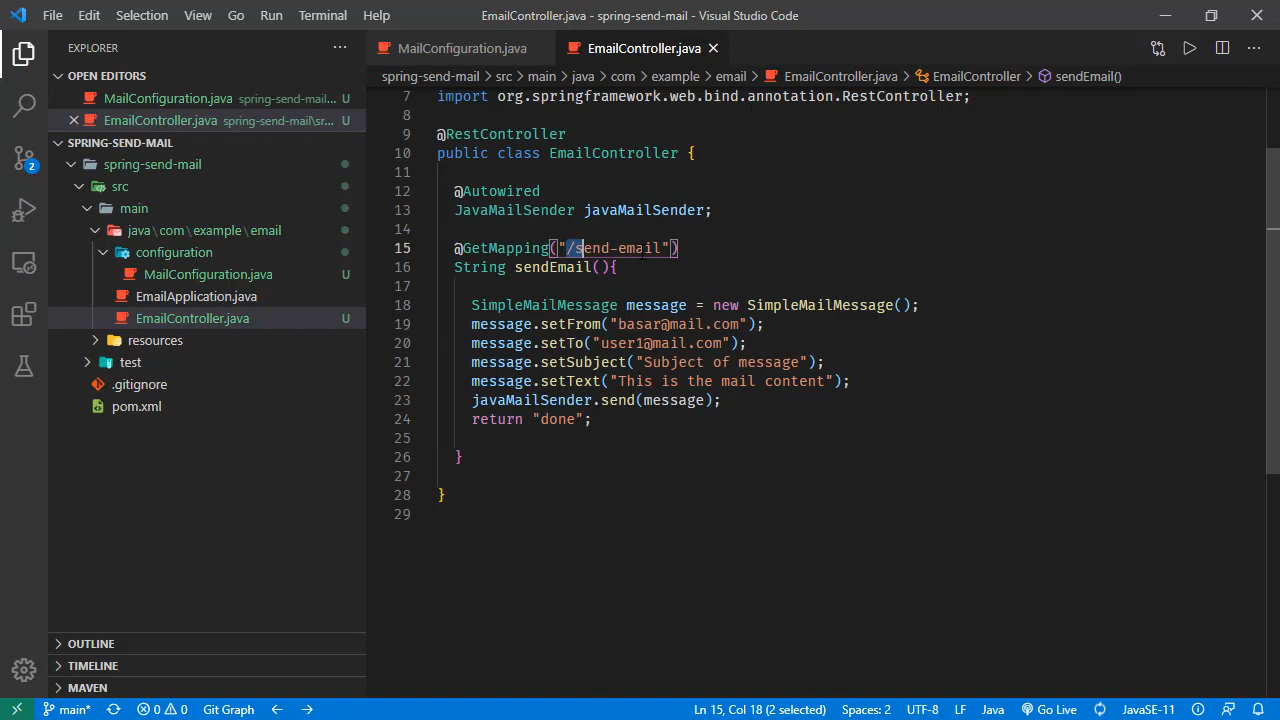 File Edit Selection View Go Run Terminal Help EmailController.java - spring-send-mail - Visual Studio Code
EXPLORER
OPEN EDITORS
MailConfiguration.java spring-send-mail... U
EmailController.java spring-send-mail\sr... U
SPRING-SEND-MAIL
spring-send-mail
src
main
java\com\example\email
configuration
MailConfiguration.java U
EmailApplication.java
EmailController.java U
resources
test
.gitignore
pom.xml
OUTLINE
TIMELINE
MAVEN
2
MailConfiguration.java EmailController.java
spring-send-mail > src > main > java > com > example > email > EmailController.java > EmailController > sendEmail()
7 import org.springframework.web.bind.annotation.RestController;
8
9 @RestController
10 public class EmailController {
11
12 @Autowired
13 JavaMailSender javaMailSender;
14
15 @GetMapping("/send-email")
16 String sendEmail(){
17
18 SimpleMailMessage message = new SimpleMailMessage();
19 message.setFrom("basar@mail.com");
20 message.setTo("user1@mail.com");
21 message.setSubject("Subject of message");
22 message.setText("This is the mail content");
23 javaMailSender.send(message);
24 return "done";
25
26 }
27
28 }
29
main* 0 0 Git Graph Ln 15, Col 18 (2 selected) Spaces: 2 UTF-8 LF Java Go Live JavaSE-11